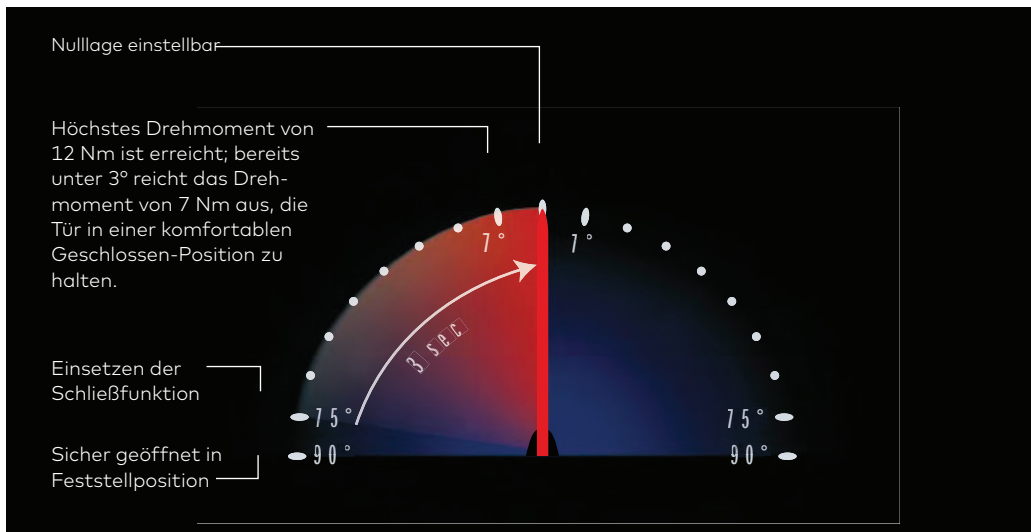 Nulllage einstellbar
Höchstes Drehmoment von
12 Nm ist erreicht; bereits
unter 3° reicht das Dreh-
moment von 7 Nm aus, die
Tür in einer komfortablen
Geschlossen-Position zu
halten.
7° 7°
3 sec
Einsetzen der
Schließfunktion
75° 75°
Sicher geöffnet in
Feststellposition
90° 90°